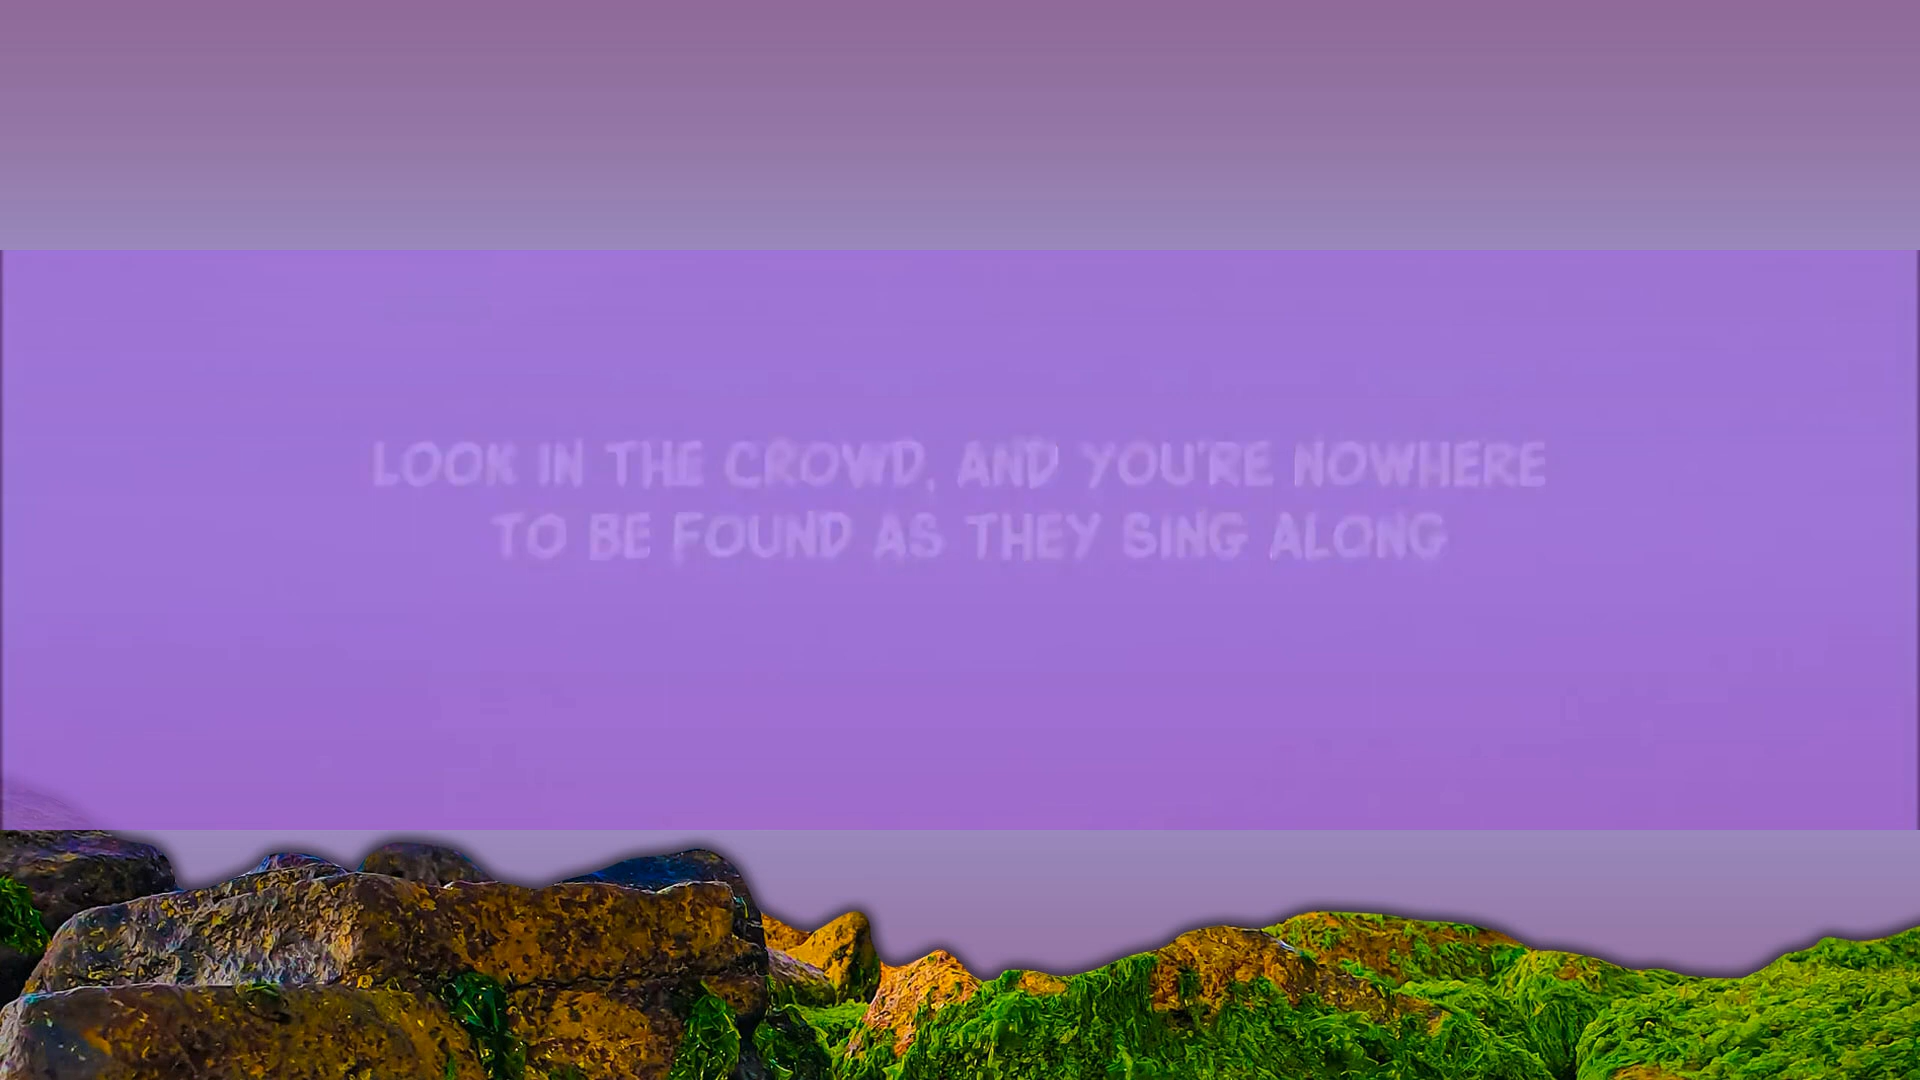 LOOK IN THE CROWD, AND YOU'RE NOWHERE
TO BE FOUND AS THEY SING ALONG